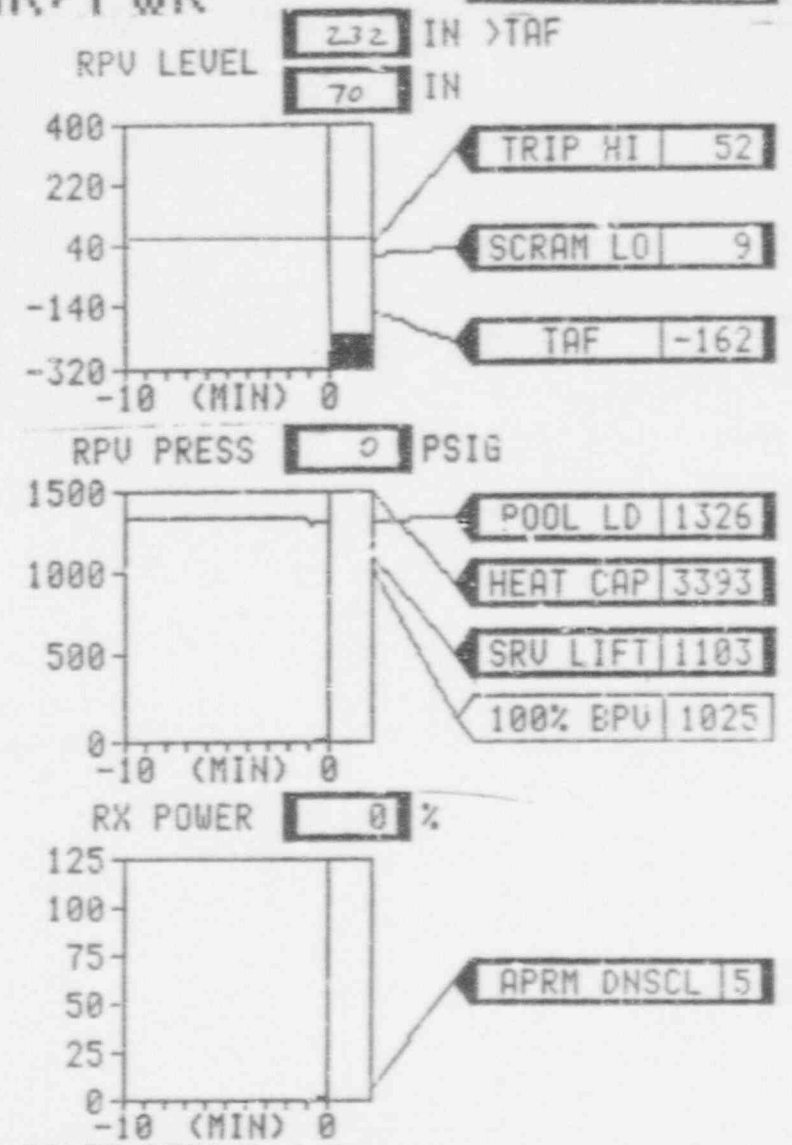 RPV LEVEL 232 IN >TAF
70 IN
400
220
40
-140
-320
-10 (MIN) 0
TRIP HI 52
SCRAM LO 9
TAF -162
RPV PRESS 0 PSIG
1500
1000
500
0
-10 (MIN) 0
POOL LD 1326
HEAT CAP 3393
SRV LIFT 1103
100% BPV 1025
RX POWER 0 %
125
100
75
50
25
0
-10 (MIN) 0
APRM DNSCL 5